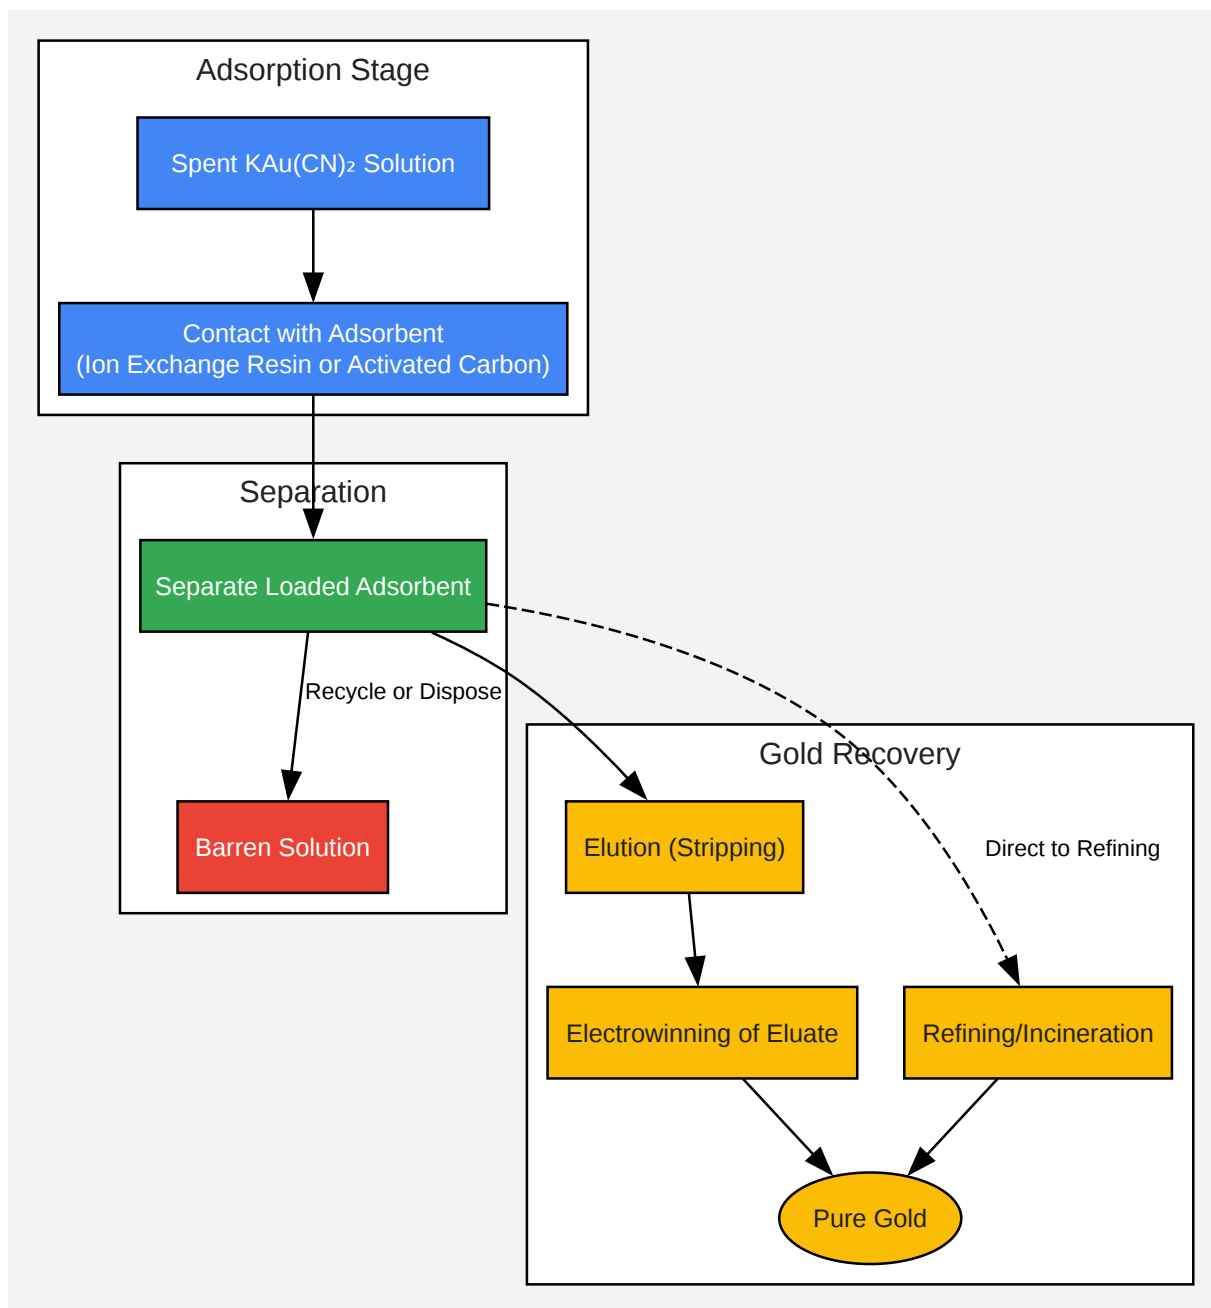 Adsorption Stage
Spent KAu(CN)₂ Solution
Contact with Adsorbent
(Ion Exchange Resin or Activated Carbon)
Separation
Separate Loaded Adsorbent
Recycle or Dispose
Barren Solution
Gold Recovery
Elution (Stripping)
Direct to Refining
Electrowinning of Eluate
Refining/Incineration
Pure Gold